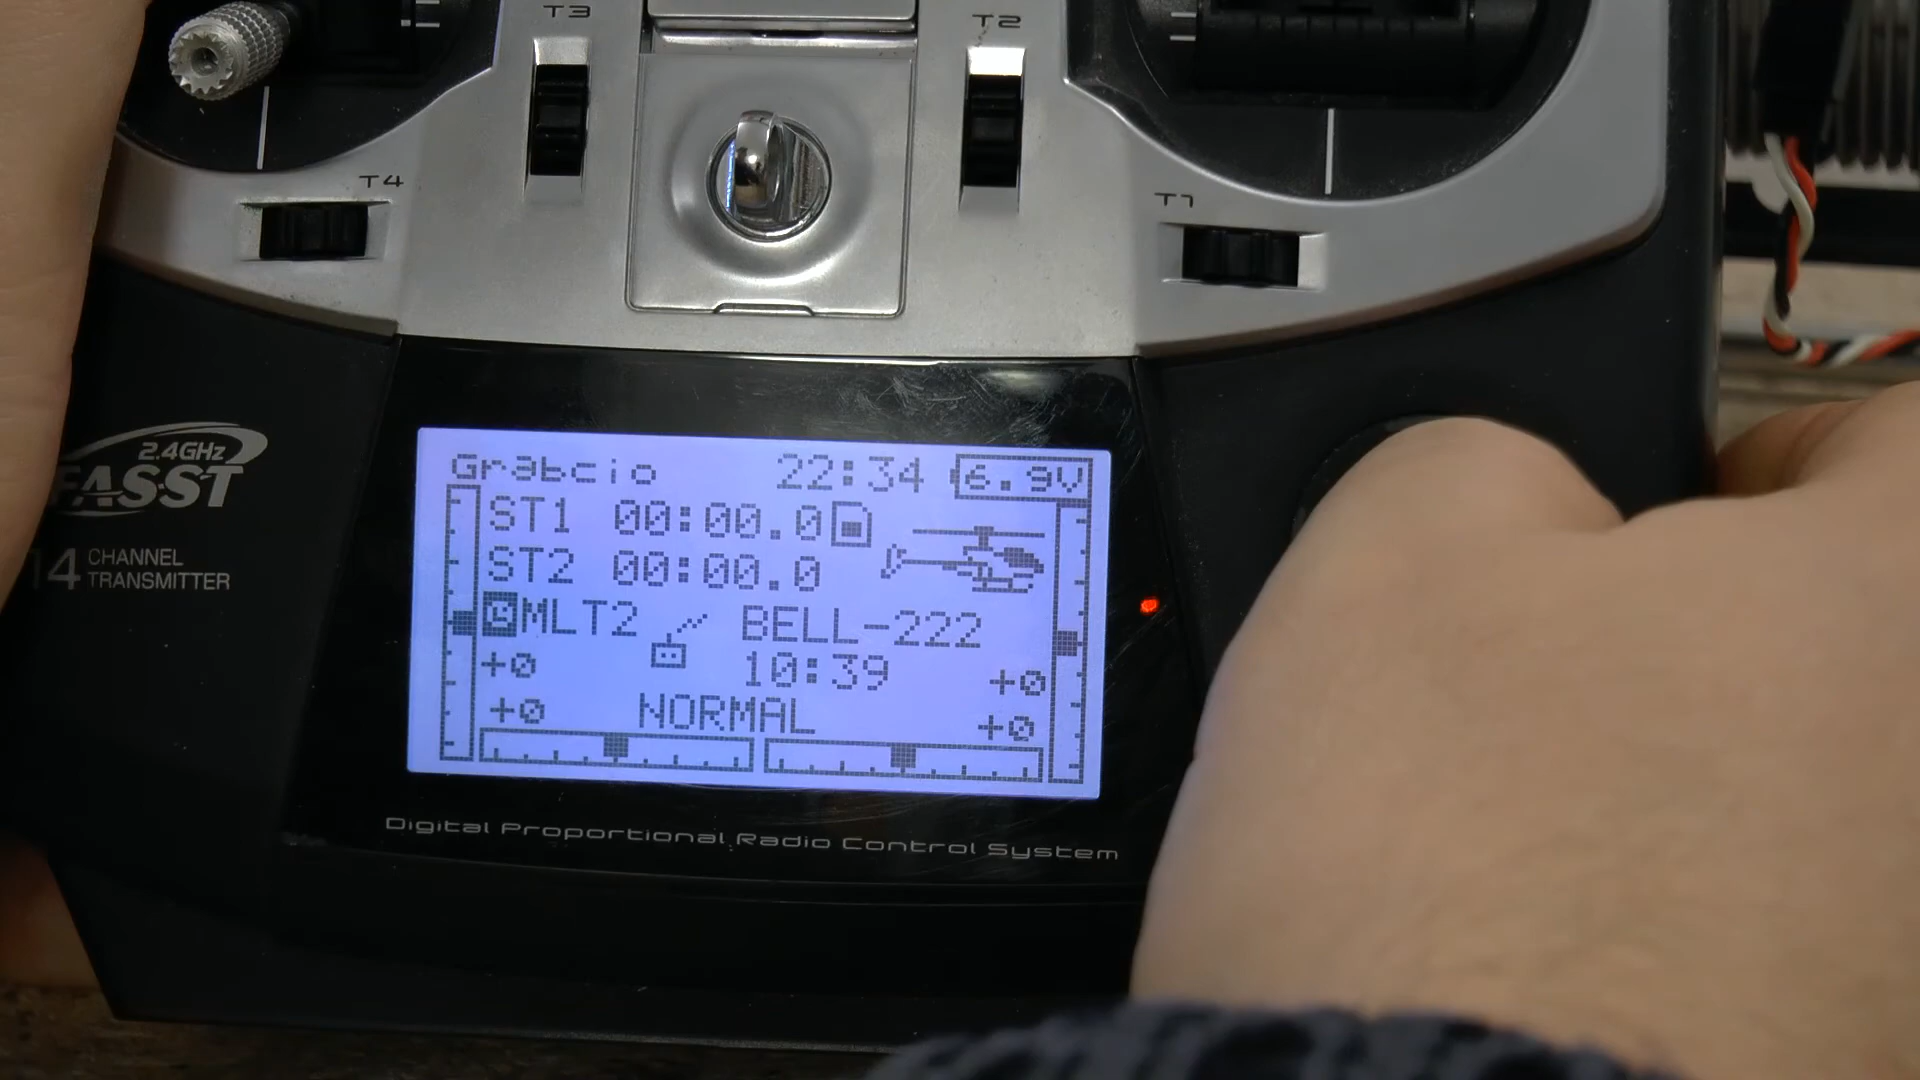 T3
T2
T4
T1
2.4GHz
FASST
14 CHANNEL
TRANSMITTER
Grabcio 22:34 6.9V
ST1 00:00.0
ST2 00:00.0
MLT2 BELL-222
+0 10:39 +0
+0 NORMAL +0
Digital Proportional Radio Control System